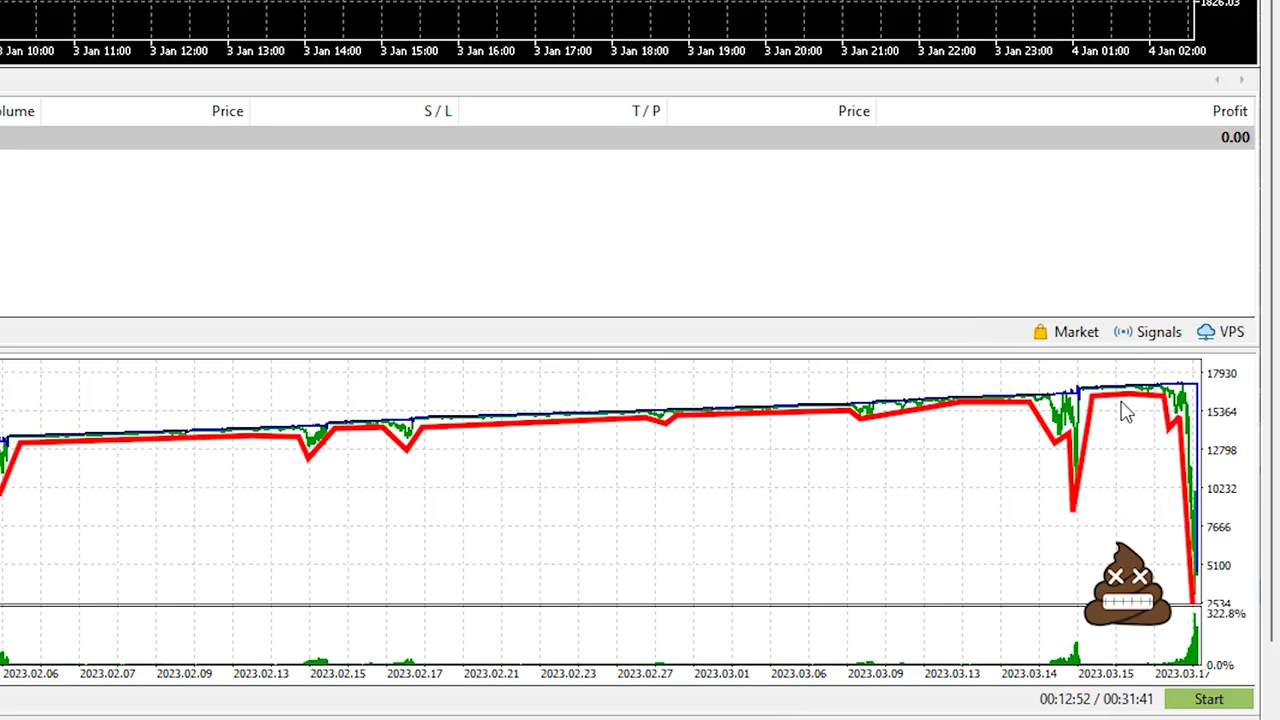 1826.03
3 Jan 10:00 3 Jan 11:00 3 Jan 12:00 3 Jan 13:00 3 Jan 14:00 3 Jan 15:00 3 Jan 16:00 3 Jan 17:00 3 Jan 18:00 3 Jan 19:00 3 Jan 20:00 3 Jan 21:00 3 Jan 22:00 3 Jan 23:00 4 Jan 01:00 4 Jan 02:00
olume Price S / L T / P Price Profit
0.00
Market Signals VPS
17930
15364
12798
10232
7666
5100
2534
322.8%
0.0%
2023.02.06 2023.02.07 2023.02.09 2023.02.13 2023.02.15 2023.02.17 2023.02.21 2023.02.23 2023.02.27 2023.03.01 2023.03.06 2023.03.09 2023.03.13 2023.03.14 2023.03.15 2023.03.17
00:12:52 / 00:31:41 Start